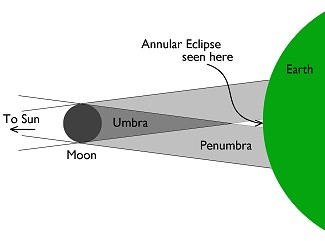 Annular Eclipse
seen here
Earth
To Sun
Umbra
Moon
Penumbra